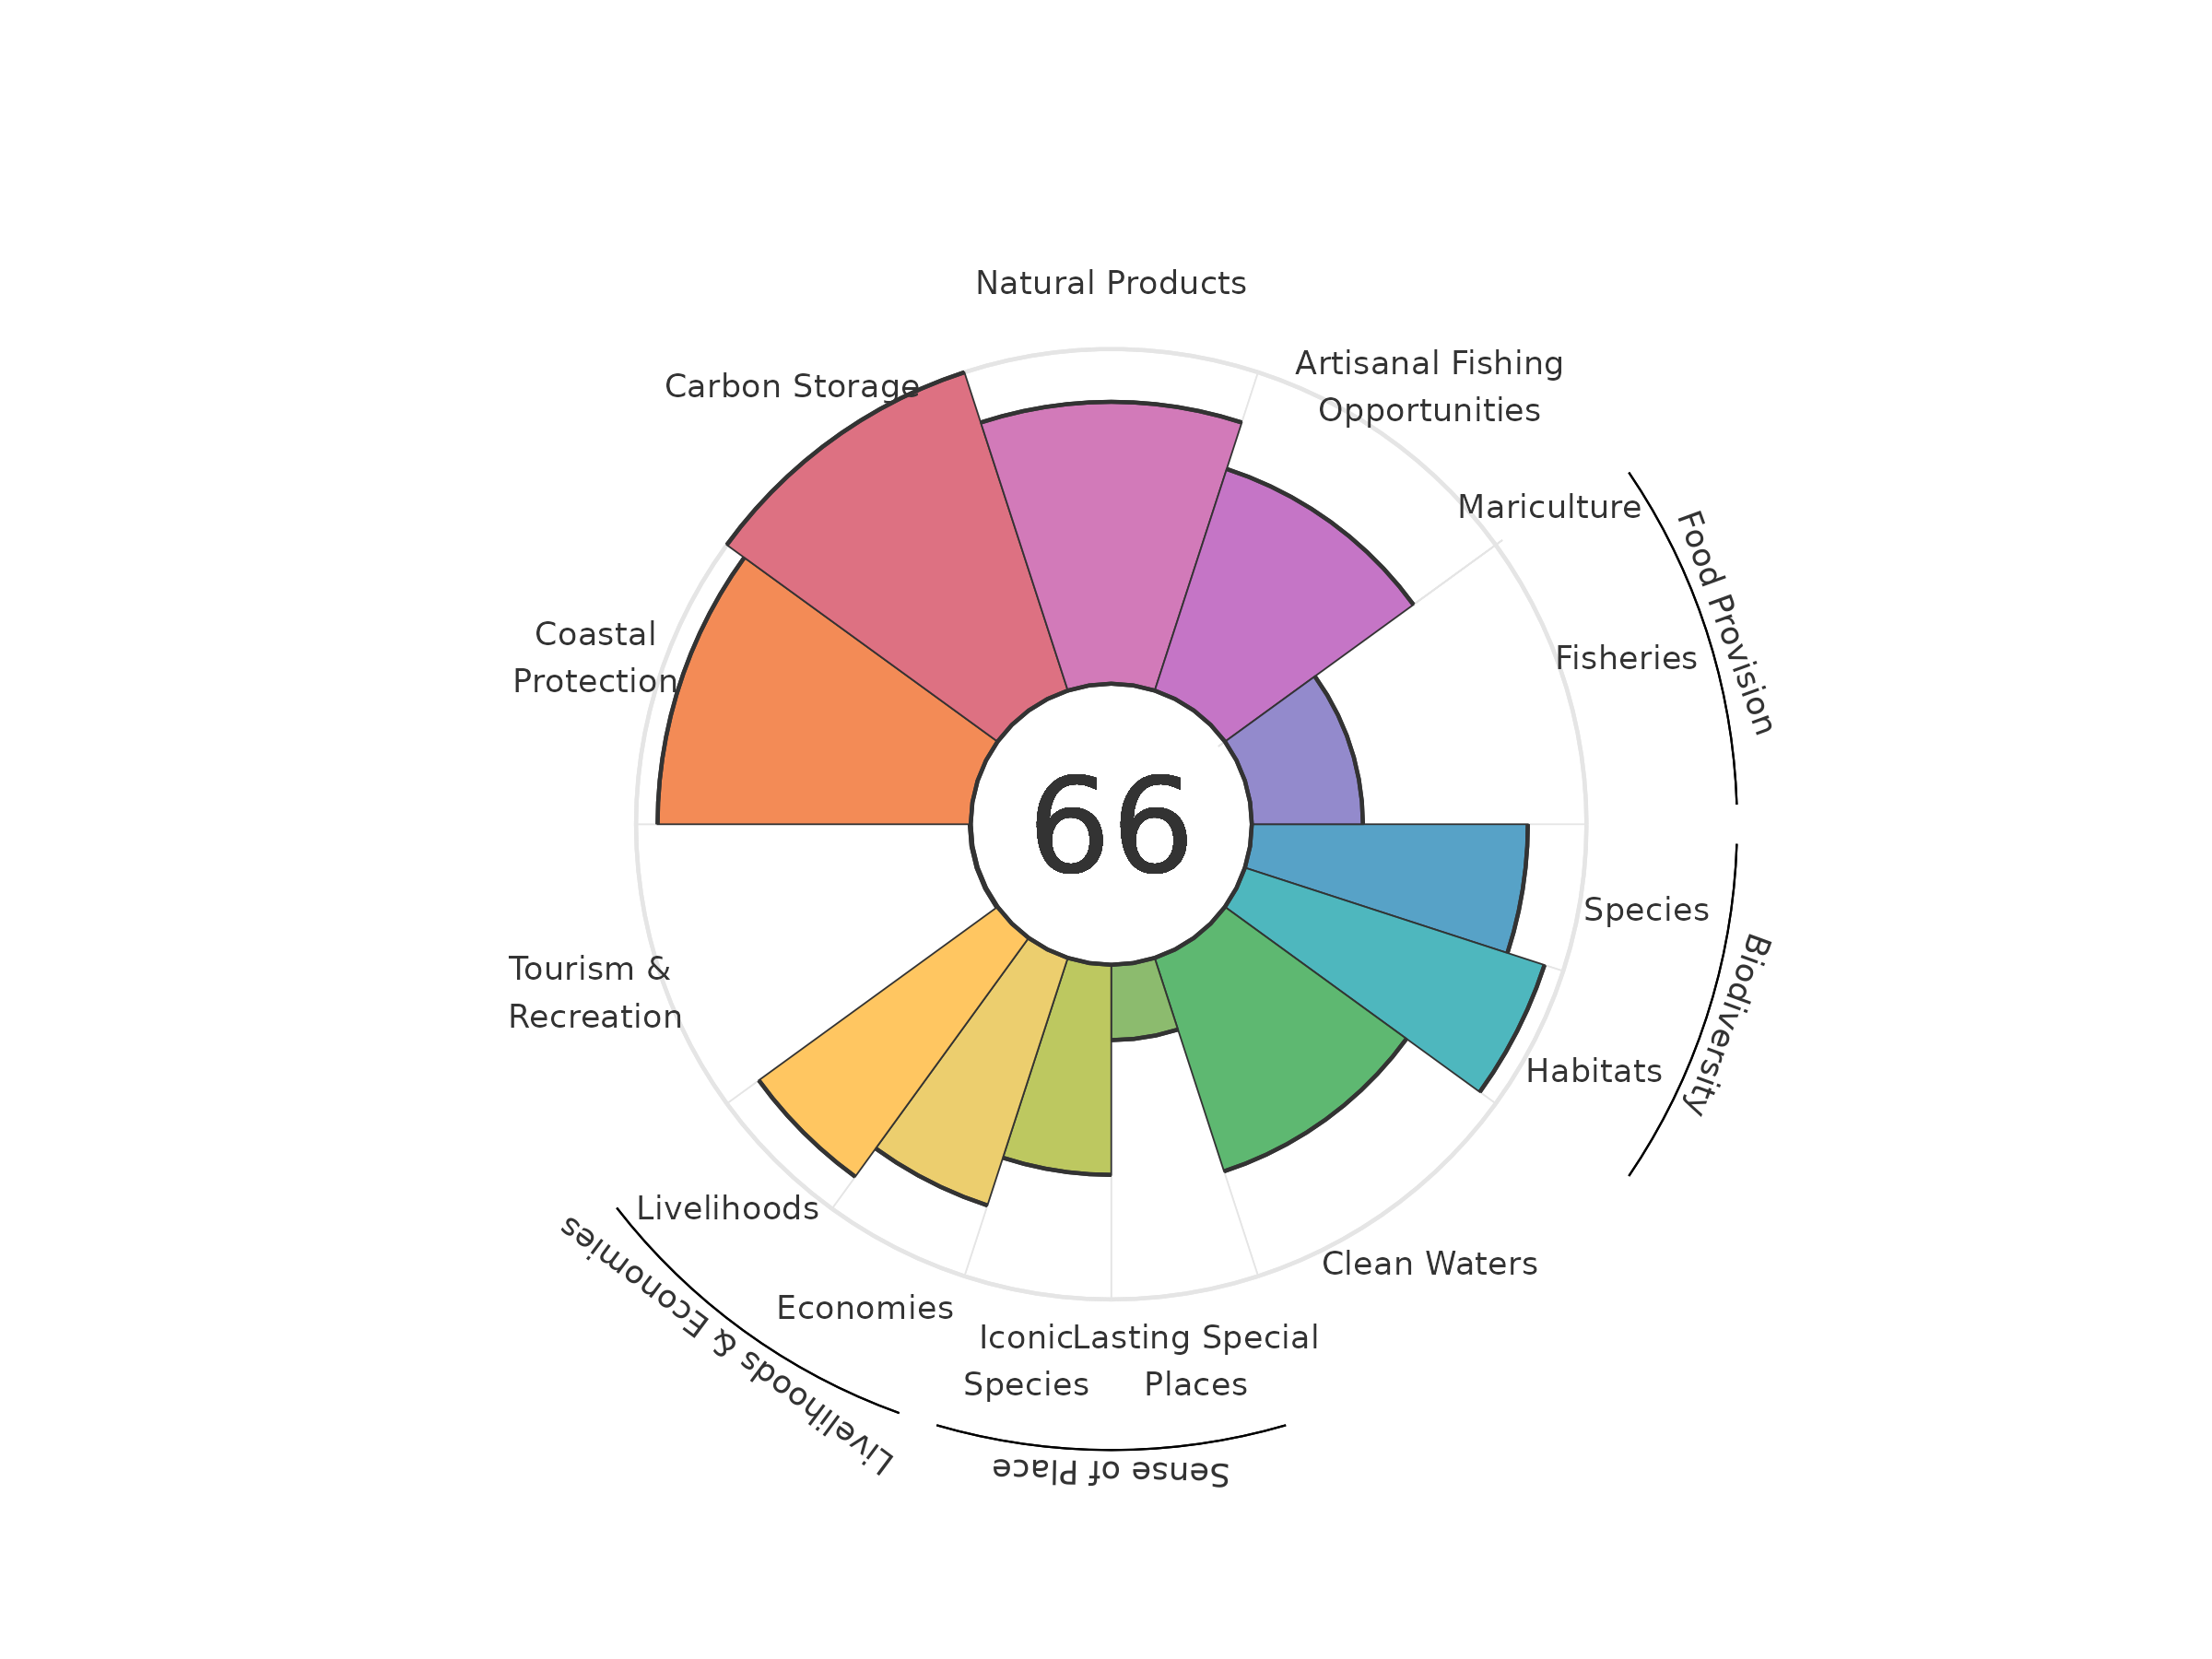 Natural Products
Artisanal Fishing
Opportunities
Carbon Storage
Mariculture
Food Provision
Coastal
Protection
Fisheries
66
Species
Biodiversity
Tourism &
Recreation
Habitats
Livelihoods
Clean Waters
Livelihoods & Economies
Economies
Iconic
Species
Lasting Special
Places
Sense of Place